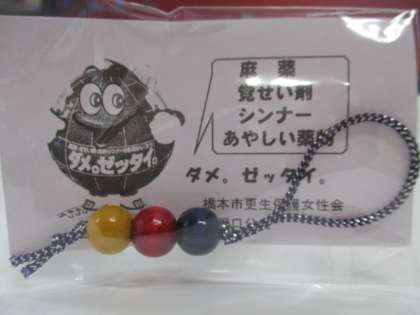 麻薬
覚せい剤
シンナー
あやしい薬物
ダメ。ゼッタイ。
ダメ。ゼッタイ。
橋本市更生保護女性会